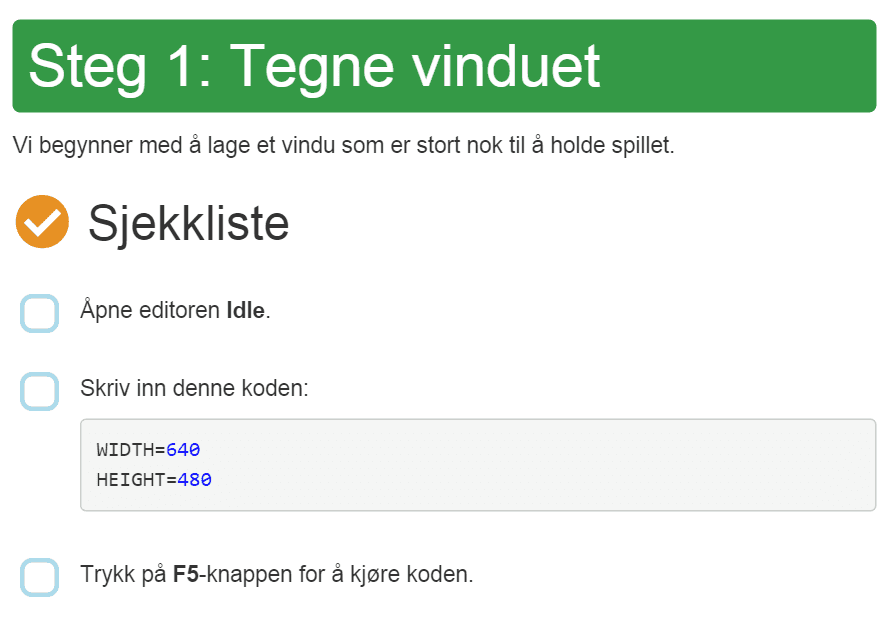 Steg 1: Tegne vinduet
Vi begynner med å lage et vindu som er stort nok til å holde spillet.
Sjekkliste
Åpne editoren Idle.
Skriv inn denne koden:
WIDTH=640
HEIGHT=480
Trykk på F5-knappen for å kjøre koden.